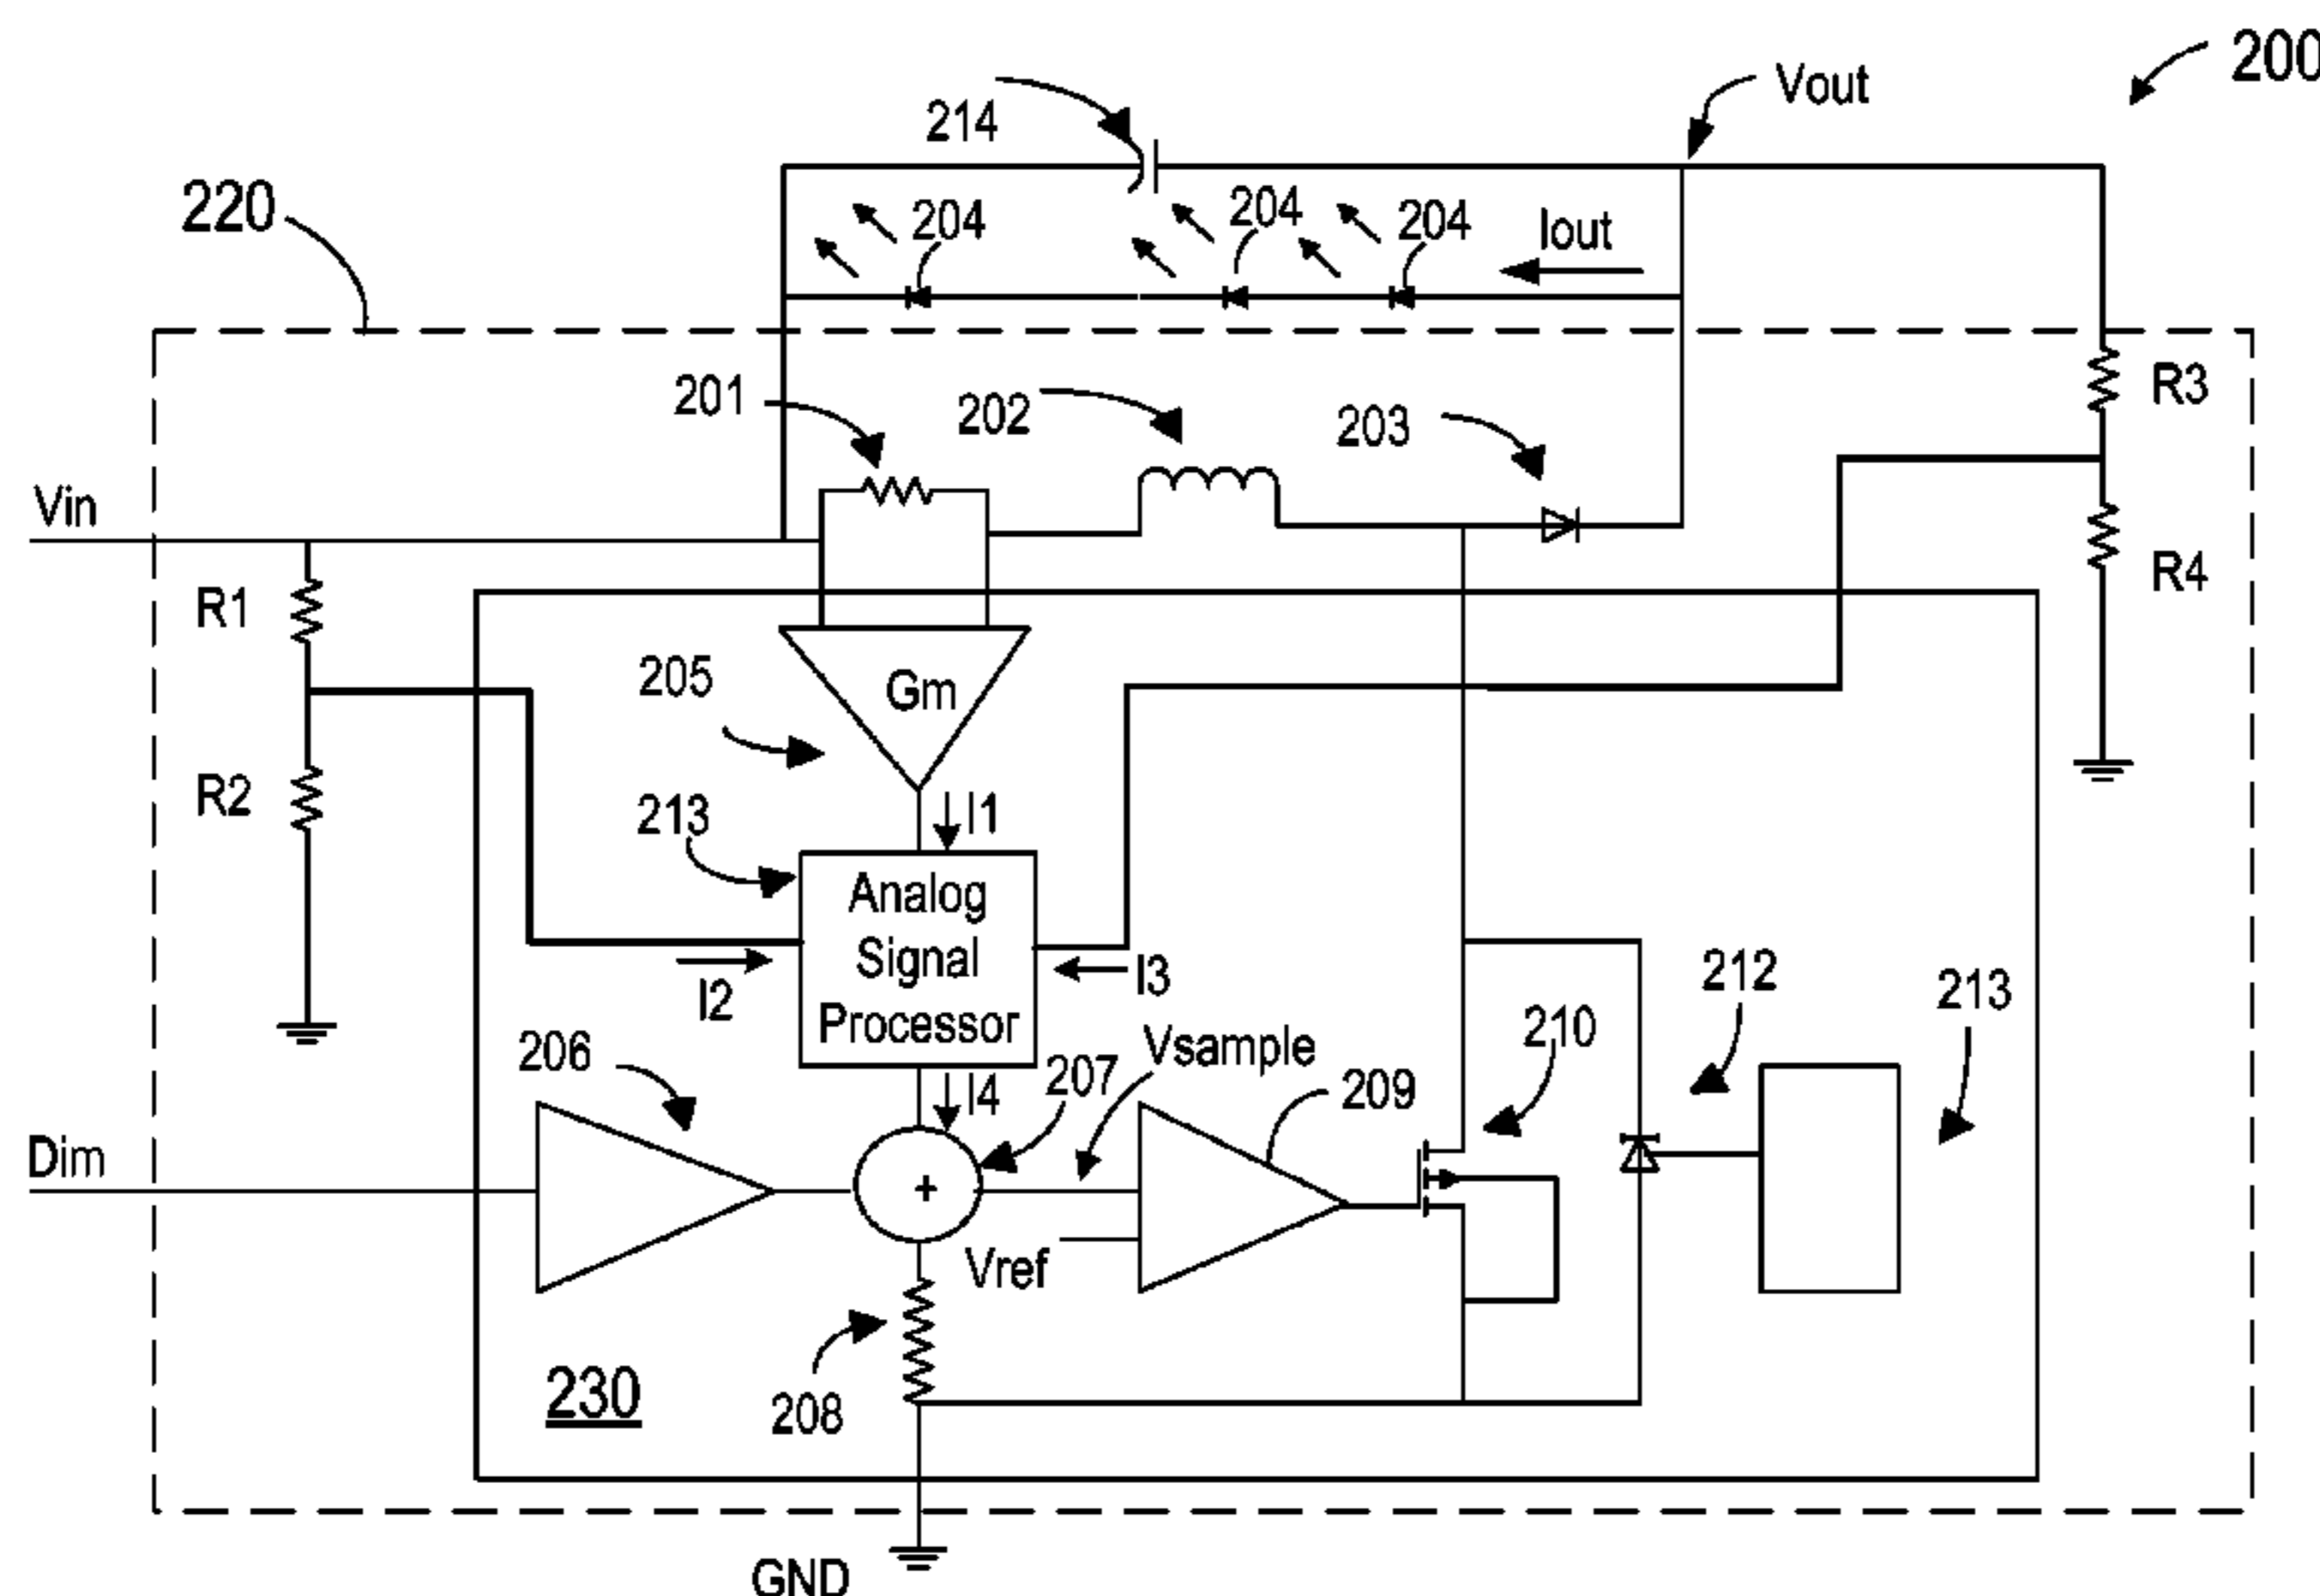 200
Vout
214
220
204
204
204
Iout
201
202
203
R3
Vin
R4
R1
205
Gm
R2
213
I1
Analog
Signal
Processor
I2
I3
212
213
210
206
Vsample
I4
207
209
Dim
+
Vref
230
208
GND